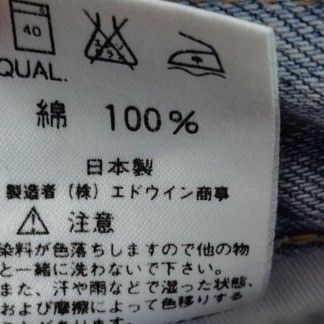 40
QUAL.
綿 100%
日本製
製造者(株)エドウイン商事
注意
染料が色落ちしますので他の物
と一緒に洗わないで下さい。
また、汗や雨などで湿った状態、
および摩擦によって色移りする